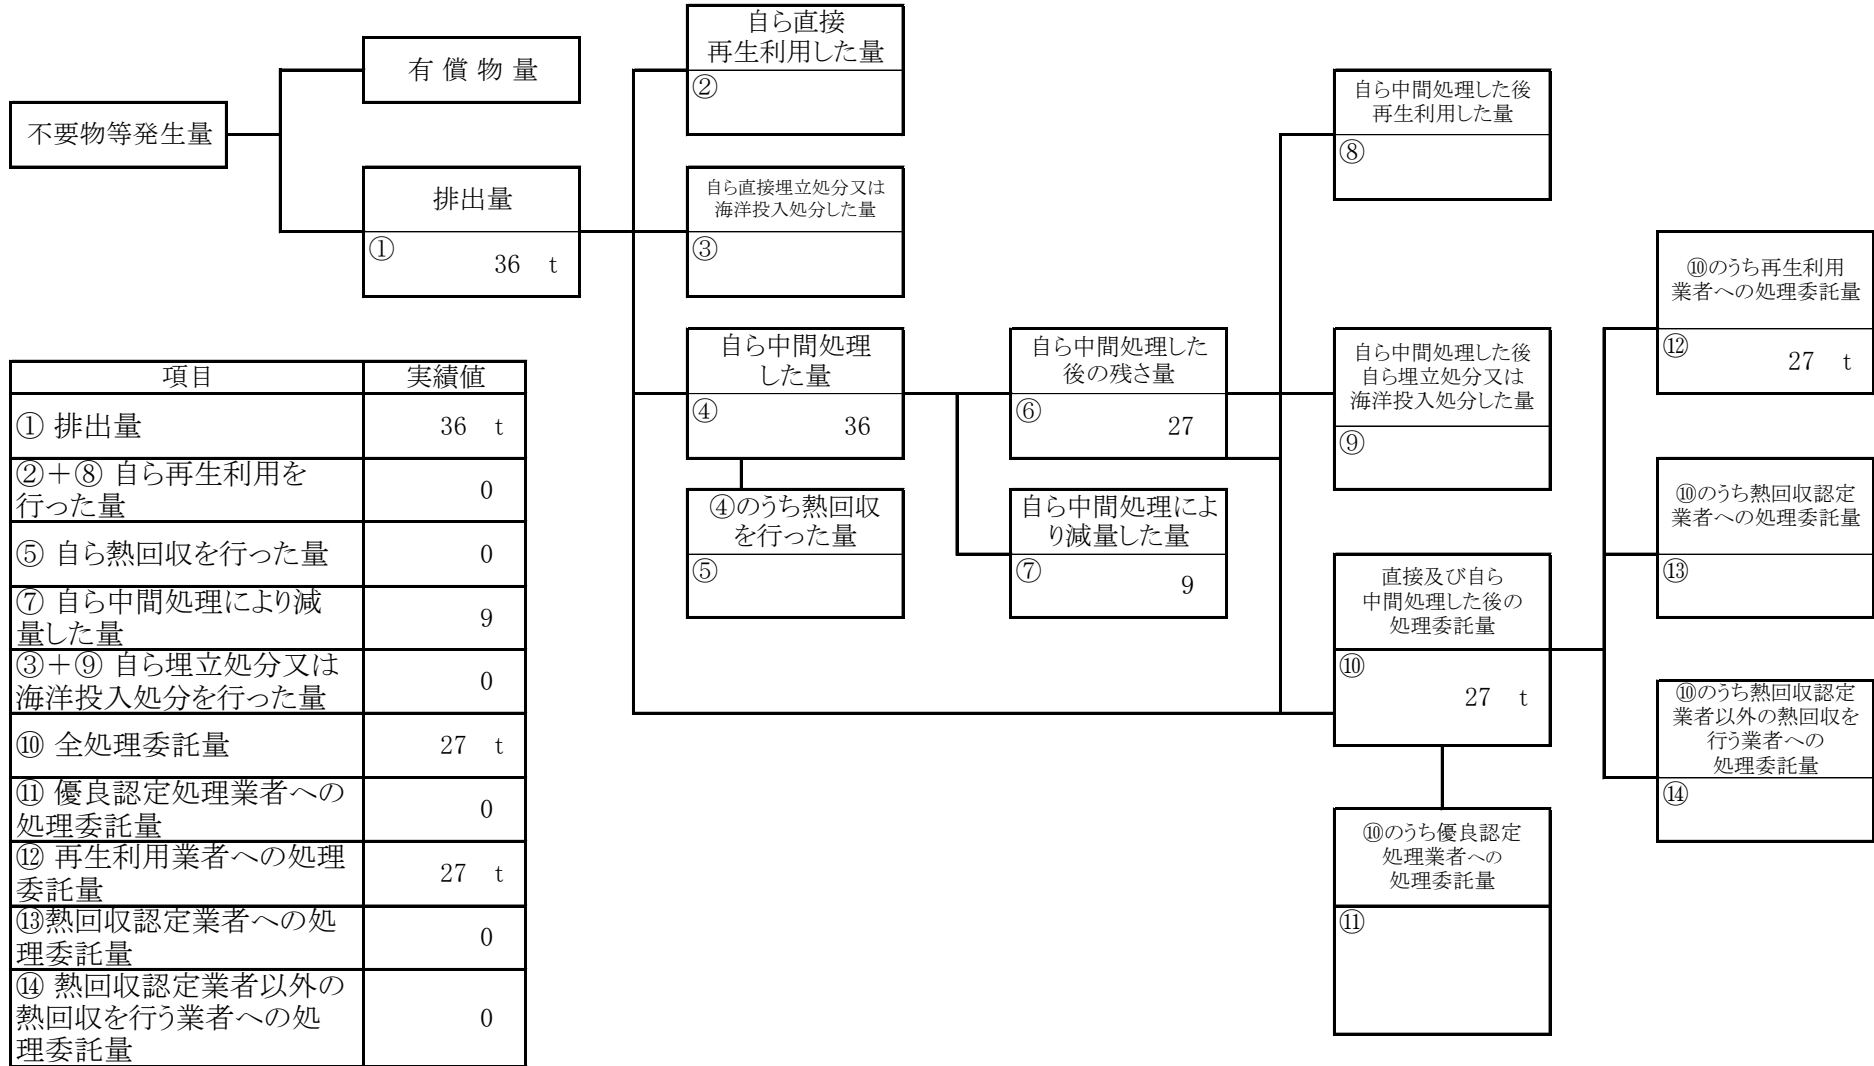 不要物等発生量
有 償 物 量
排出量
①
36 t
自ら直接
再生利用した量
②
自ら直接埋立処分又は
海洋投入処分した量
③
自ら中間処理
した量
④
36
④のうち熱回収
を行った量
⑤
自ら中間処理した
後の残さ量
⑥
27
自ら中間処理によ
り減量した量
⑦
9
自ら中間処理した後
再生利用した量
⑧
自ら中間処理した後
自ら埋立処分又は
海洋投入処分した量
⑨
直接及び自ら
中間処理した後の
処理委託量
⑩
27 t
⑩のうち優良認定
処理業者への
処理委託量
⑪
⑩のうち再生利用
業者への処理委託量
⑫
27 t
⑩のうち熱回収認定
業者への処理委託量
⑬
⑩のうち熱回収認定
業者以外の熱回収を
行う業者への
処理委託量
⑭
項目 実績値
① 排出量 36 t
②+⑧ 自ら再生利用を
行った量 0
⑤ 自ら熱回収を行った量 0
⑦ 自ら中間処理により減
量した量 9
③+⑨ 自ら埋立処分又は
海洋投入処分を行った量 0
⑩ 全処理委託量 27 t
⑪ 優良認定処理業者への
処理委託量 0
⑫ 再生利用業者への処理
委託量 27 t
⑬熱回収認定業者への処
理委託量 0
⑭ 熱回収認定業者以外の
熱回収を行う業者への処
理委託量 0